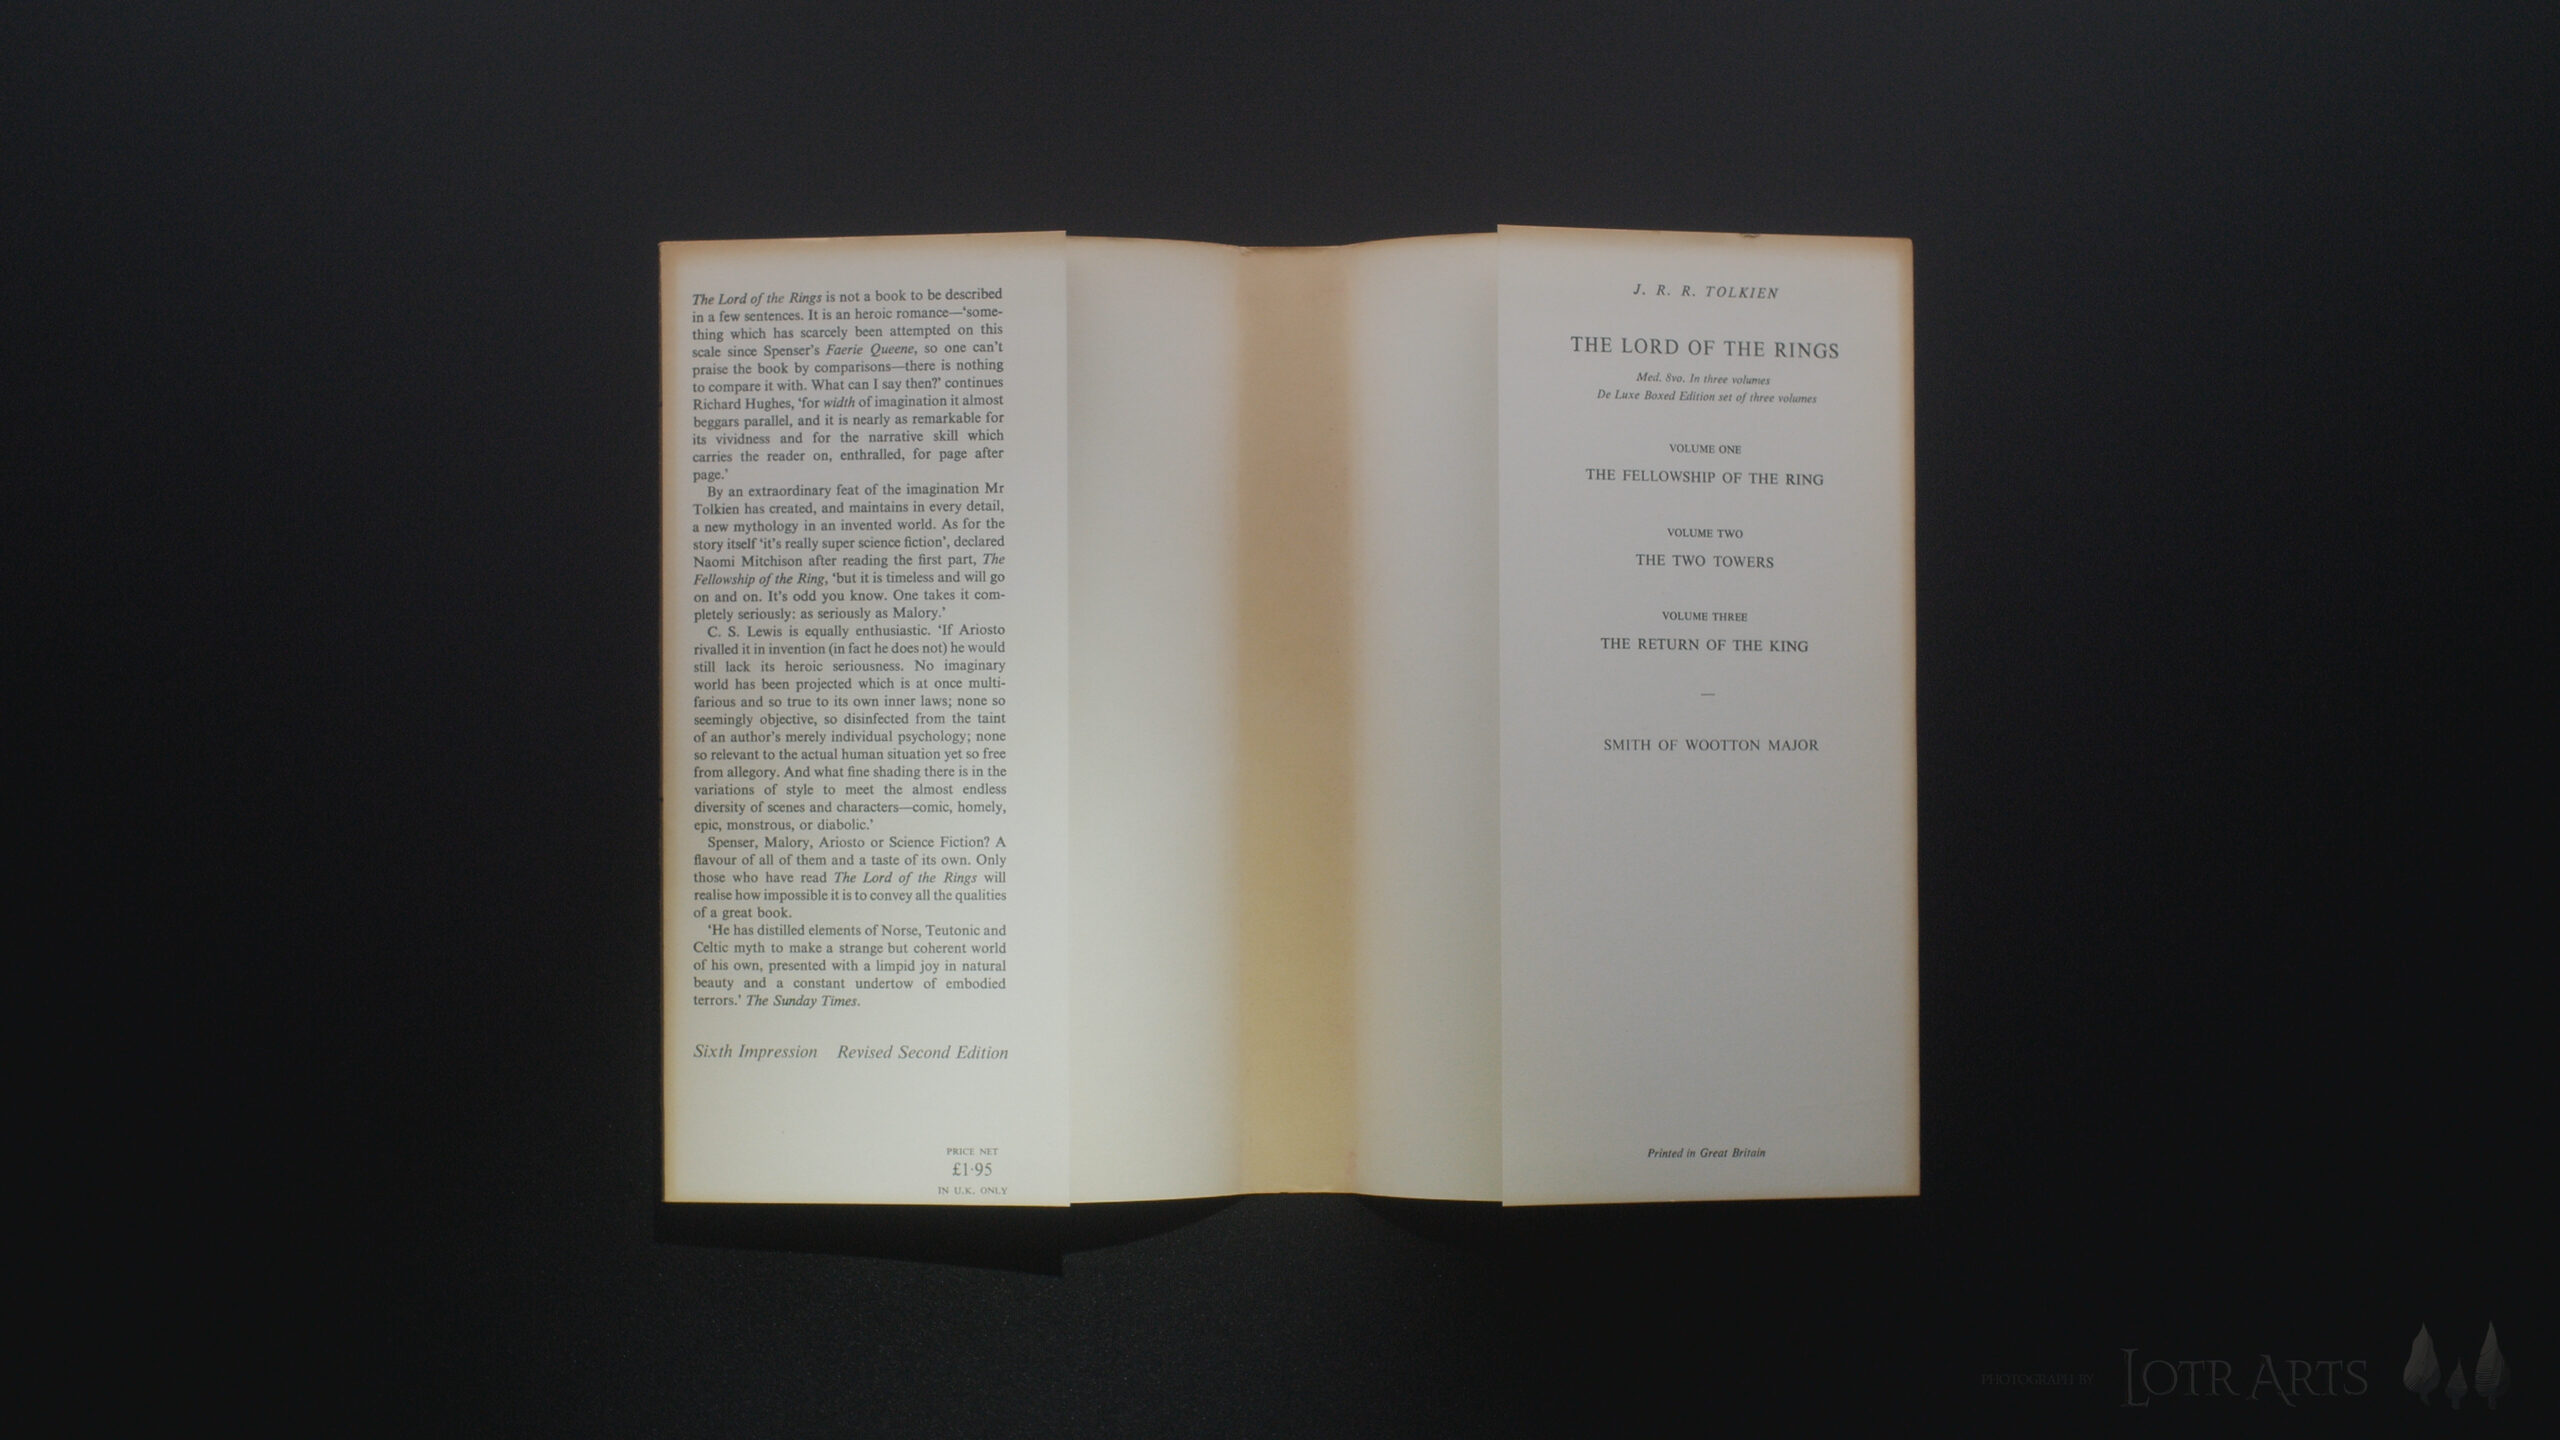 The Lord of the Rings is not a book to be described
in a few sentences. It is an heroic romance—‘some-
thing which has scarcely been attempted on this
scale since Spenser's Faerie Queene, so one can't
praise the book by comparisons—there is nothing
to compare it with. What can I say then?’ continues
Richard Hughes, ‘for width of imagination it almost
beggars parallel, and it is nearly as remarkable for
its vividness and for the narrative skill which
carries the reader on, enthralled, for page after
page.’
By an extraordinary feat of the imagination Mr
Tolkien has created, and maintains in every detail,
a new mythology in an invented world. As for the
story itself ‘it's really super science fiction’, declared
Naomi Mitchison after reading the first part, The
Fellowship of the Ring, ‘but it is timeless and will go
on and on. It's odd you know. One takes it com-
pletely seriously: as seriously as Malory.’
C. S. Lewis is equally enthusiastic. ‘If Ariosto
rivalled it in invention (in fact he does not) he would
still lack its heroic seriousness. No imaginary
world has been projected which is at once multi-
farious and so true to its own inner laws; none so
seemingly objective, so disinfected from the taint
of an author's merely individual psychology; none
so relevant to the actual human situation yet so free
from allegory. And what fine shading there is in the
variations of style to meet the almost endless
diversity of scenes and characters—comic, homely,
epic, monstrous, or diabolic.’
Spenser, Malory, Ariosto or Science Fiction? A
flavour of all of them and a taste of its own. Only
those who have read The Lord of the Rings will
realise how impossible it is to convey all the qualities
of a great book.
‘He has distilled elements of Norse, Teutonic and
Celtic myth to make a strange but coherent world
of his own, presented with a limpid joy in natural
beauty and a constant undertow of embodied
terrors.’ The Sunday Times.
Sixth Impression Revised Second Edition
PRICE NET
£1·95
IN U.K. ONLY
J. R. R. TOLKIEN
THE LORD OF THE RINGS
Med. 8vo. In three volumes
De Luxe Boxed Edition set of three volumes
VOLUME ONE
THE FELLOWSHIP OF THE RING
VOLUME TWO
THE TWO TOWERS
VOLUME THREE
THE RETURN OF THE KING
—
SMITH OF WOOTTON MAJOR
Printed in Great Britain
PHOTOGRAPH BY LOTR ARTS